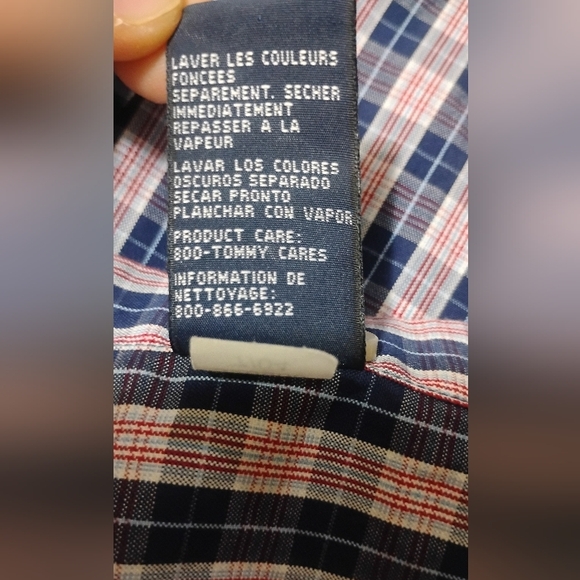 LAVER LES COULEURS
FONCEES
SEPAREMENT. SECHER
IMMEDIATEMENT
REPASSER A LA
VAPEUR
LAVAR LOS COLORES
OSCUROS SEPARADO
SECAR PRONTO
PLANCHAR CON VAPOR
PRODUCT CARE:
800-TOMMY CARES
INFORMATION DE
NETTOYAGE:
800-866-6922